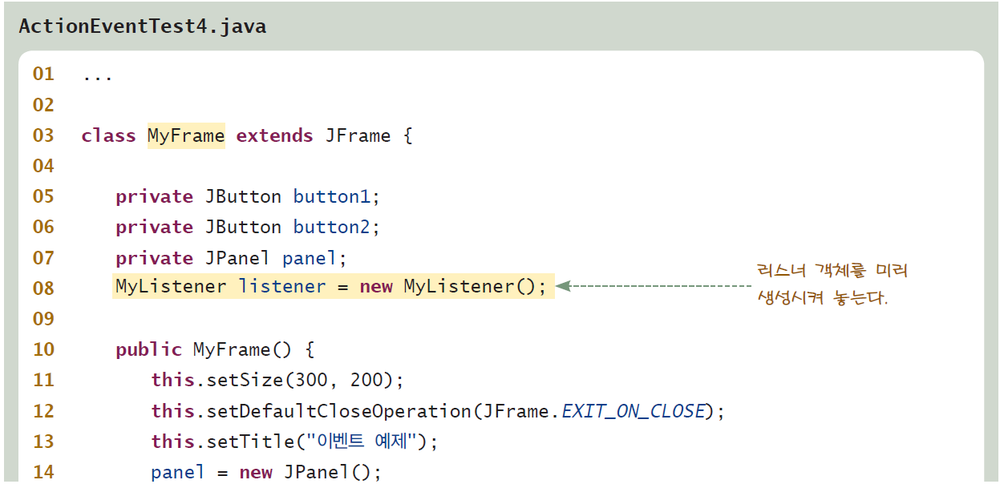 ActionEventTest4.java
01 ...
02
03 class MyFrame extends JFrame {
04
05 private JButton button1;
06 private JButton button2;
07 private JPanel panel;
08 MyListener listener = new MyListener();
리스너 객체를 미리
생성시켜 놓는다.
09
10 public MyFrame() {
11 this.setSize(300, 200);
12 this.setDefaultCloseOperation(JFrame.EXIT_ON_CLOSE);
13 this.setTitle("이벤트 예제");
14 panel = new JPanel();